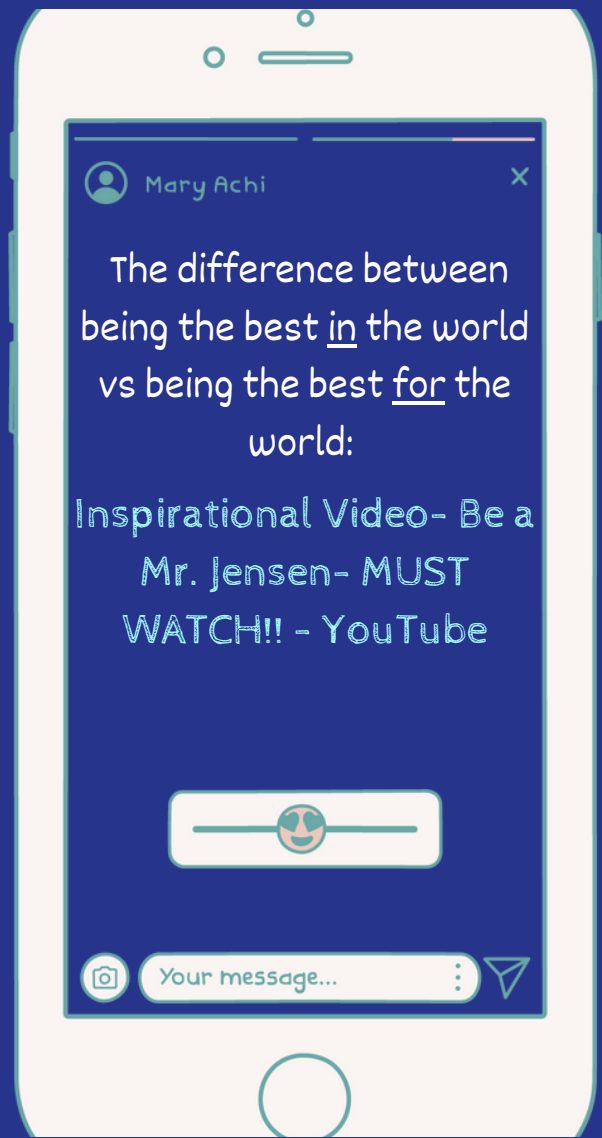 Mary Achi
The difference between
being the best in the world
vs being the best for the
world:
Inspirational Video- Be a
Mr. Jensen- MUST
WATCH!! - YouTube
Your message...